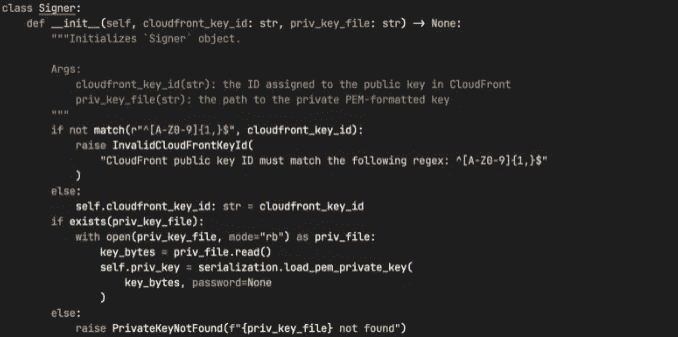 class Signer:
    def __init__(self, cloudfront_key_id: str, priv_key_file: str) → None:
        """Initializes `Signer` object.

        Args:
            cloudfront_key_id(str): the ID assigned to the public key in CloudFront
            priv_key_file(str): the path to the private PEM-formatted key
        """
        if not match(r"^[A-Z0-9]{1,}$", cloudfront_key_id):
            raise InvalidCloudFrontKeyId(
                "CloudFront public key ID must match the following regex: ^[A-Z0-9]{1,}$"
            )
        else:
            self.cloudfront_key_id: str = cloudfront_key_id
        if exists(priv_key_file):
            with open(priv_key_file, mode="rb") as priv_file:
                key_bytes = priv_file.read()
                self.priv_key = serialization.load_pem_private_key(
                    key_bytes, password=None
                )
        else:
            raise PrivateKeyNotFound(f"{priv_key_file} not found")